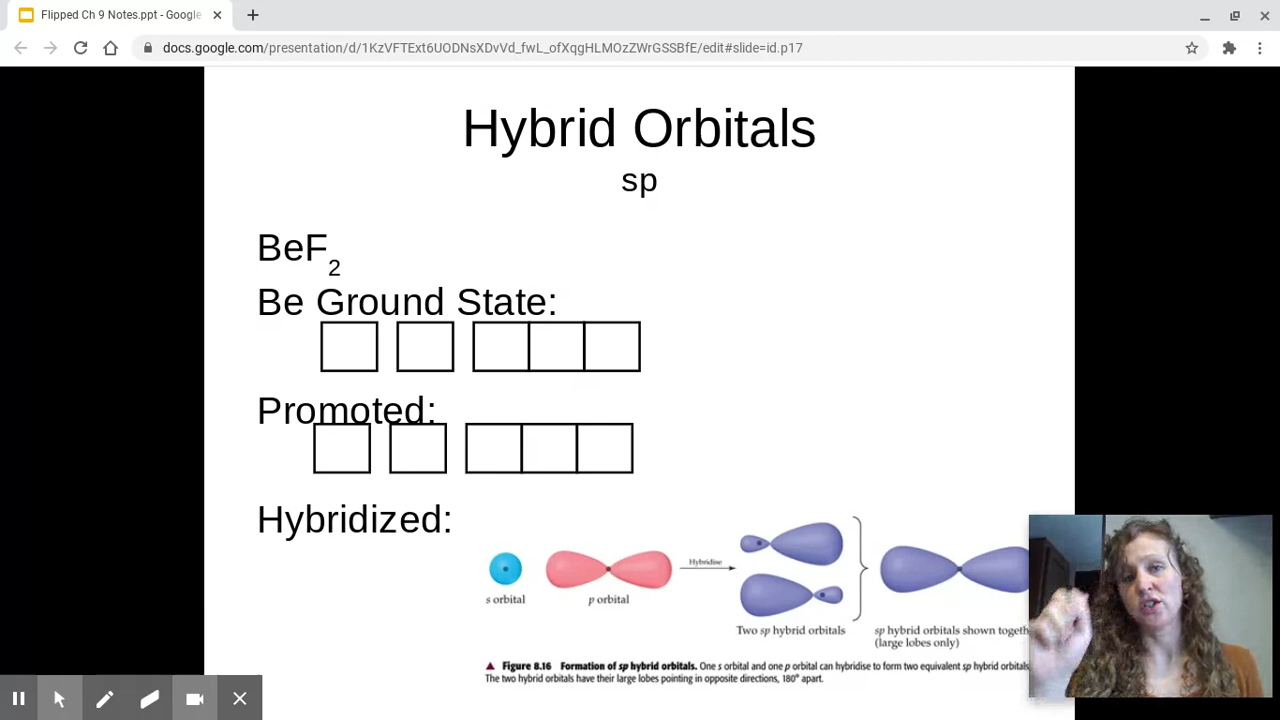 Flipped Ch 9 Notes.ppt - Google
docs.google.com/presentation/d/1KzVFTExt6UODNsXDvVd_fwL_ofXqgHLMOzZWrGSSBfE/edit#slide=id.p17
Hybrid Orbitals
sp
BeF2
Be Ground State:
Promoted:
Hybridized:
Hybridise
s orbital
p orbital
Two sp hybrid orbitals
sp hybrid orbitals shown togeth
(large lobes only)
Figure 8.16 Formation of sp hybrid orbitals. One s orbital and one p orbital can hybridise to form two equivalent sp hybrid orbitals
The two hybrid orbitals have their large lobes pointing in opposite directions, 180° apart.